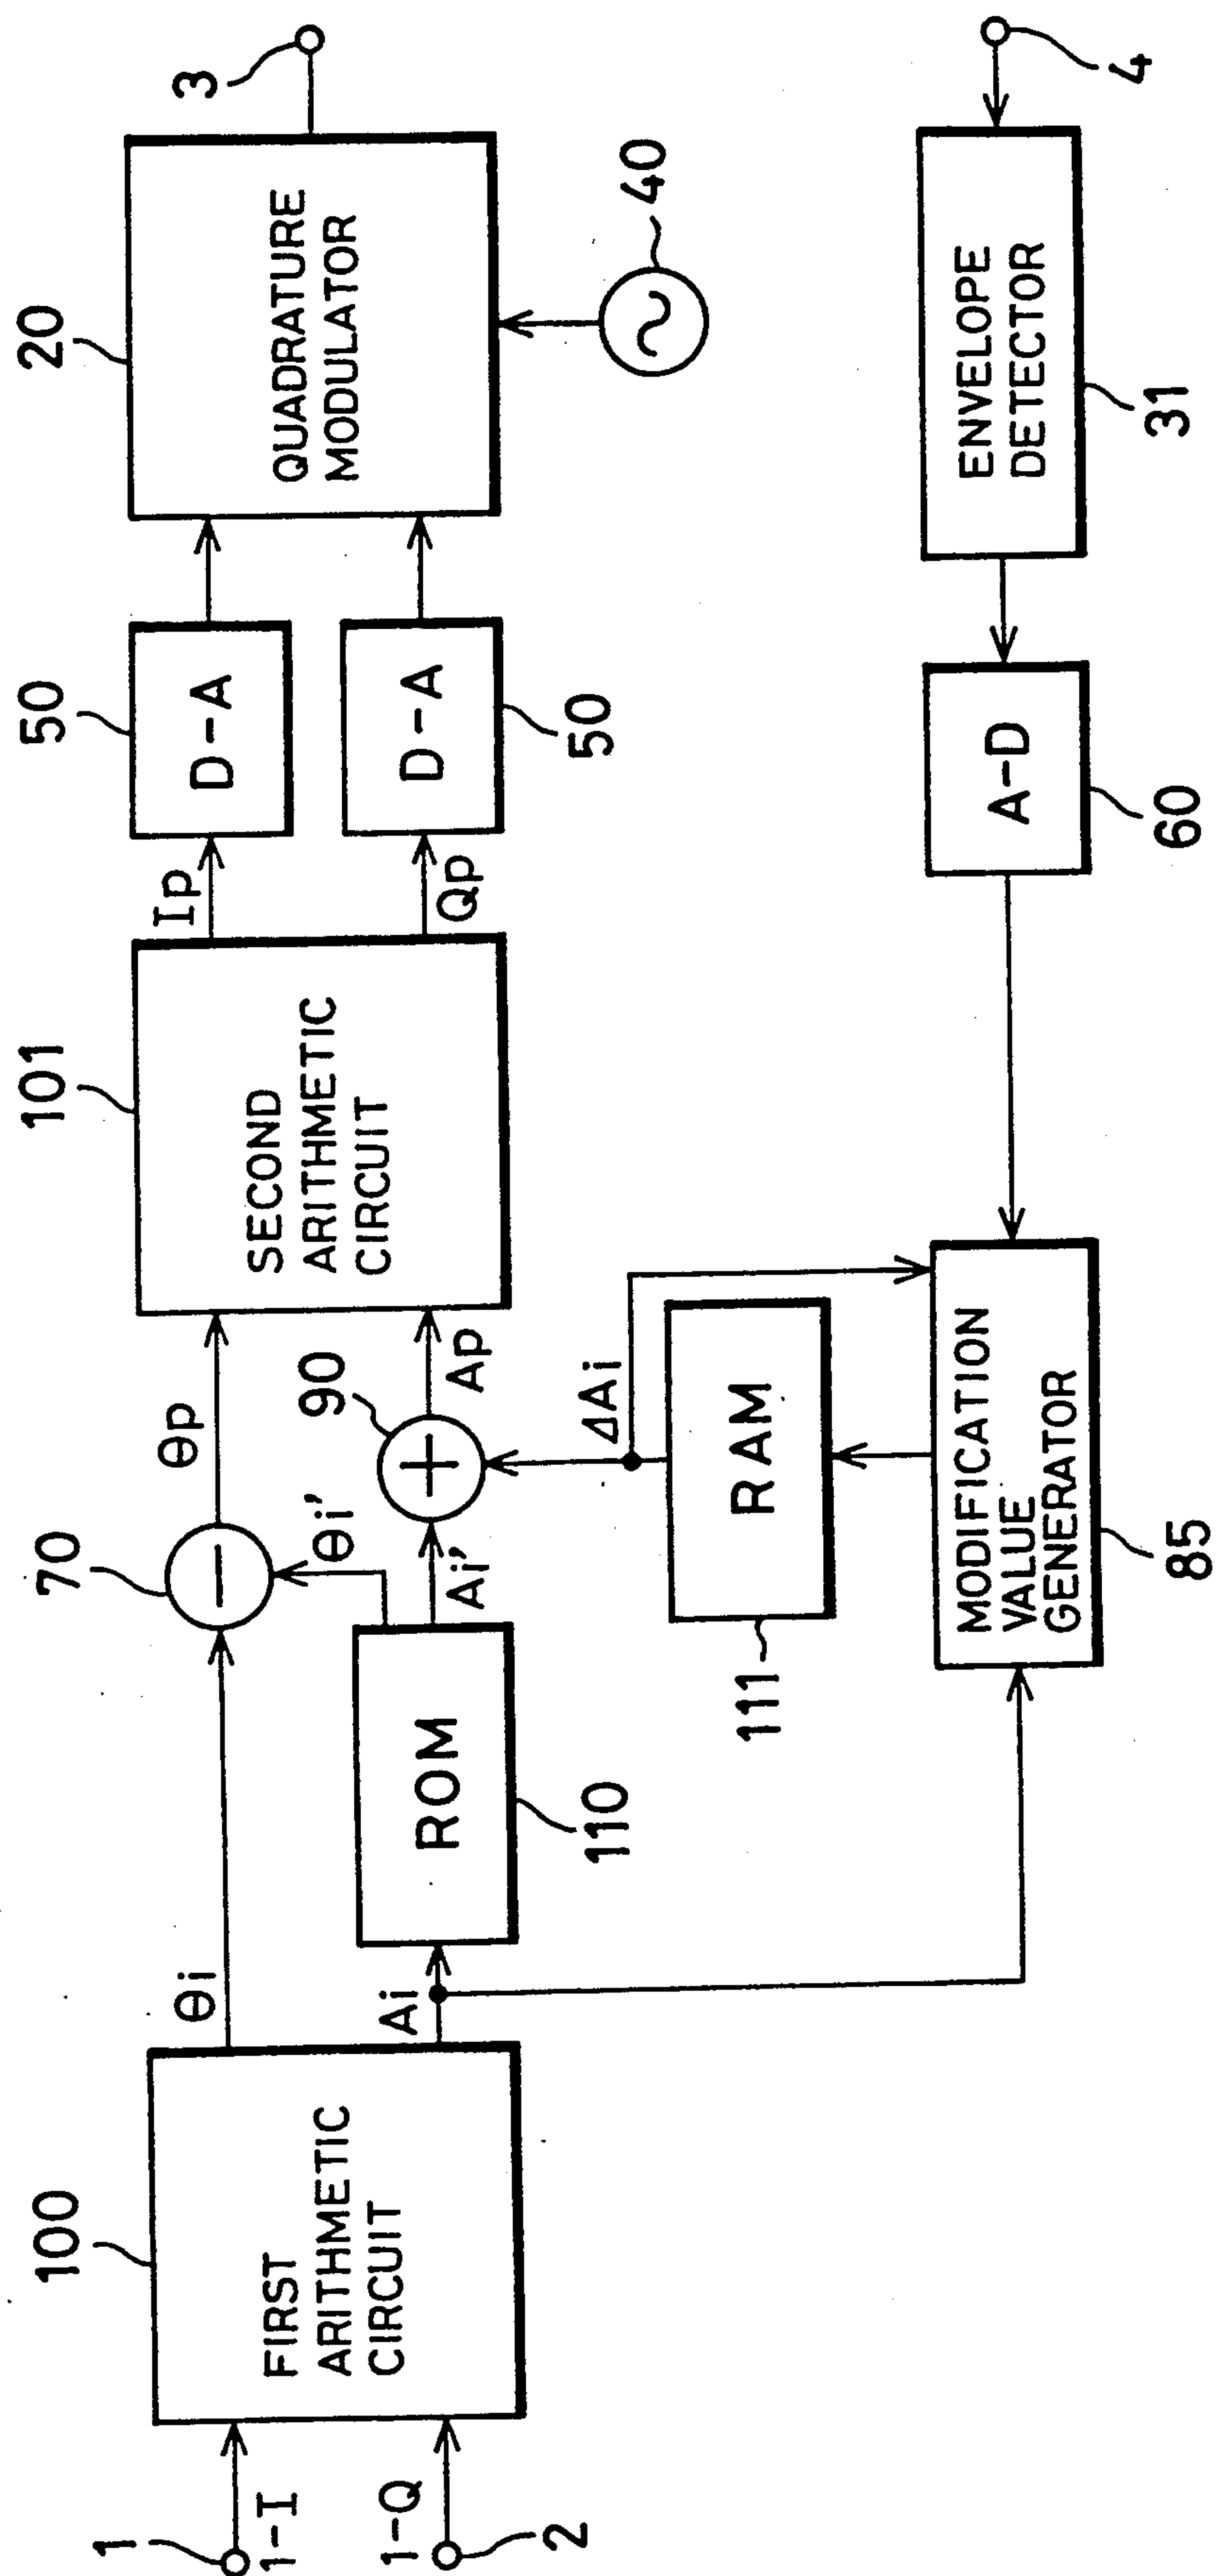 1
1-I
1-Q
2
100
FIRST
ARITHMETIC
CIRCUIT
θi
Ai
ROM
110
70
θi'
Ai'
θp
90
Ap
ΔAi
RAM
111
MODIFICATION
VALUE
GENERATOR
85
101
SECOND
ARITHMETIC
CIRCUIT
Ip
Qp
50
D-A
D-A
50
20
QUADRATURE
MODULATOR
3
40
A-D
60
ENVELOPE
DETECTOR
31
4